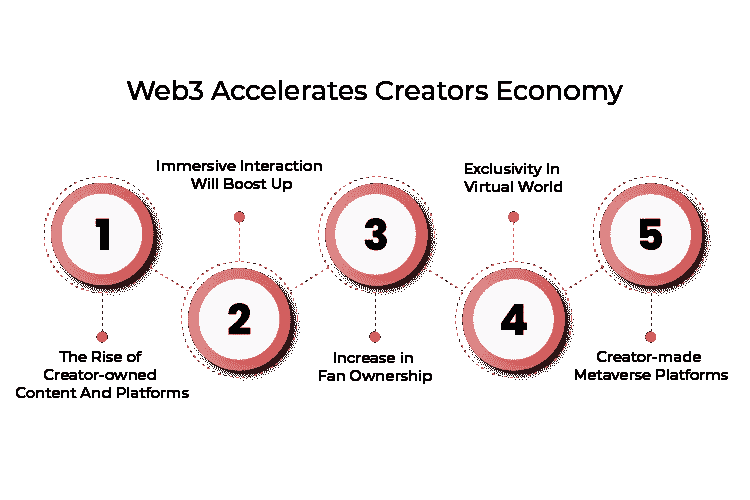 Web3 Accelerates Creators Economy
1
The Rise of
Creator-owned
Content And Platforms
Immersive Interaction
Will Boost Up
2
3
Increase in
Fan Ownership
Exclusivity In
Virtual World
4
5
Creator-made
Metaverse Platforms